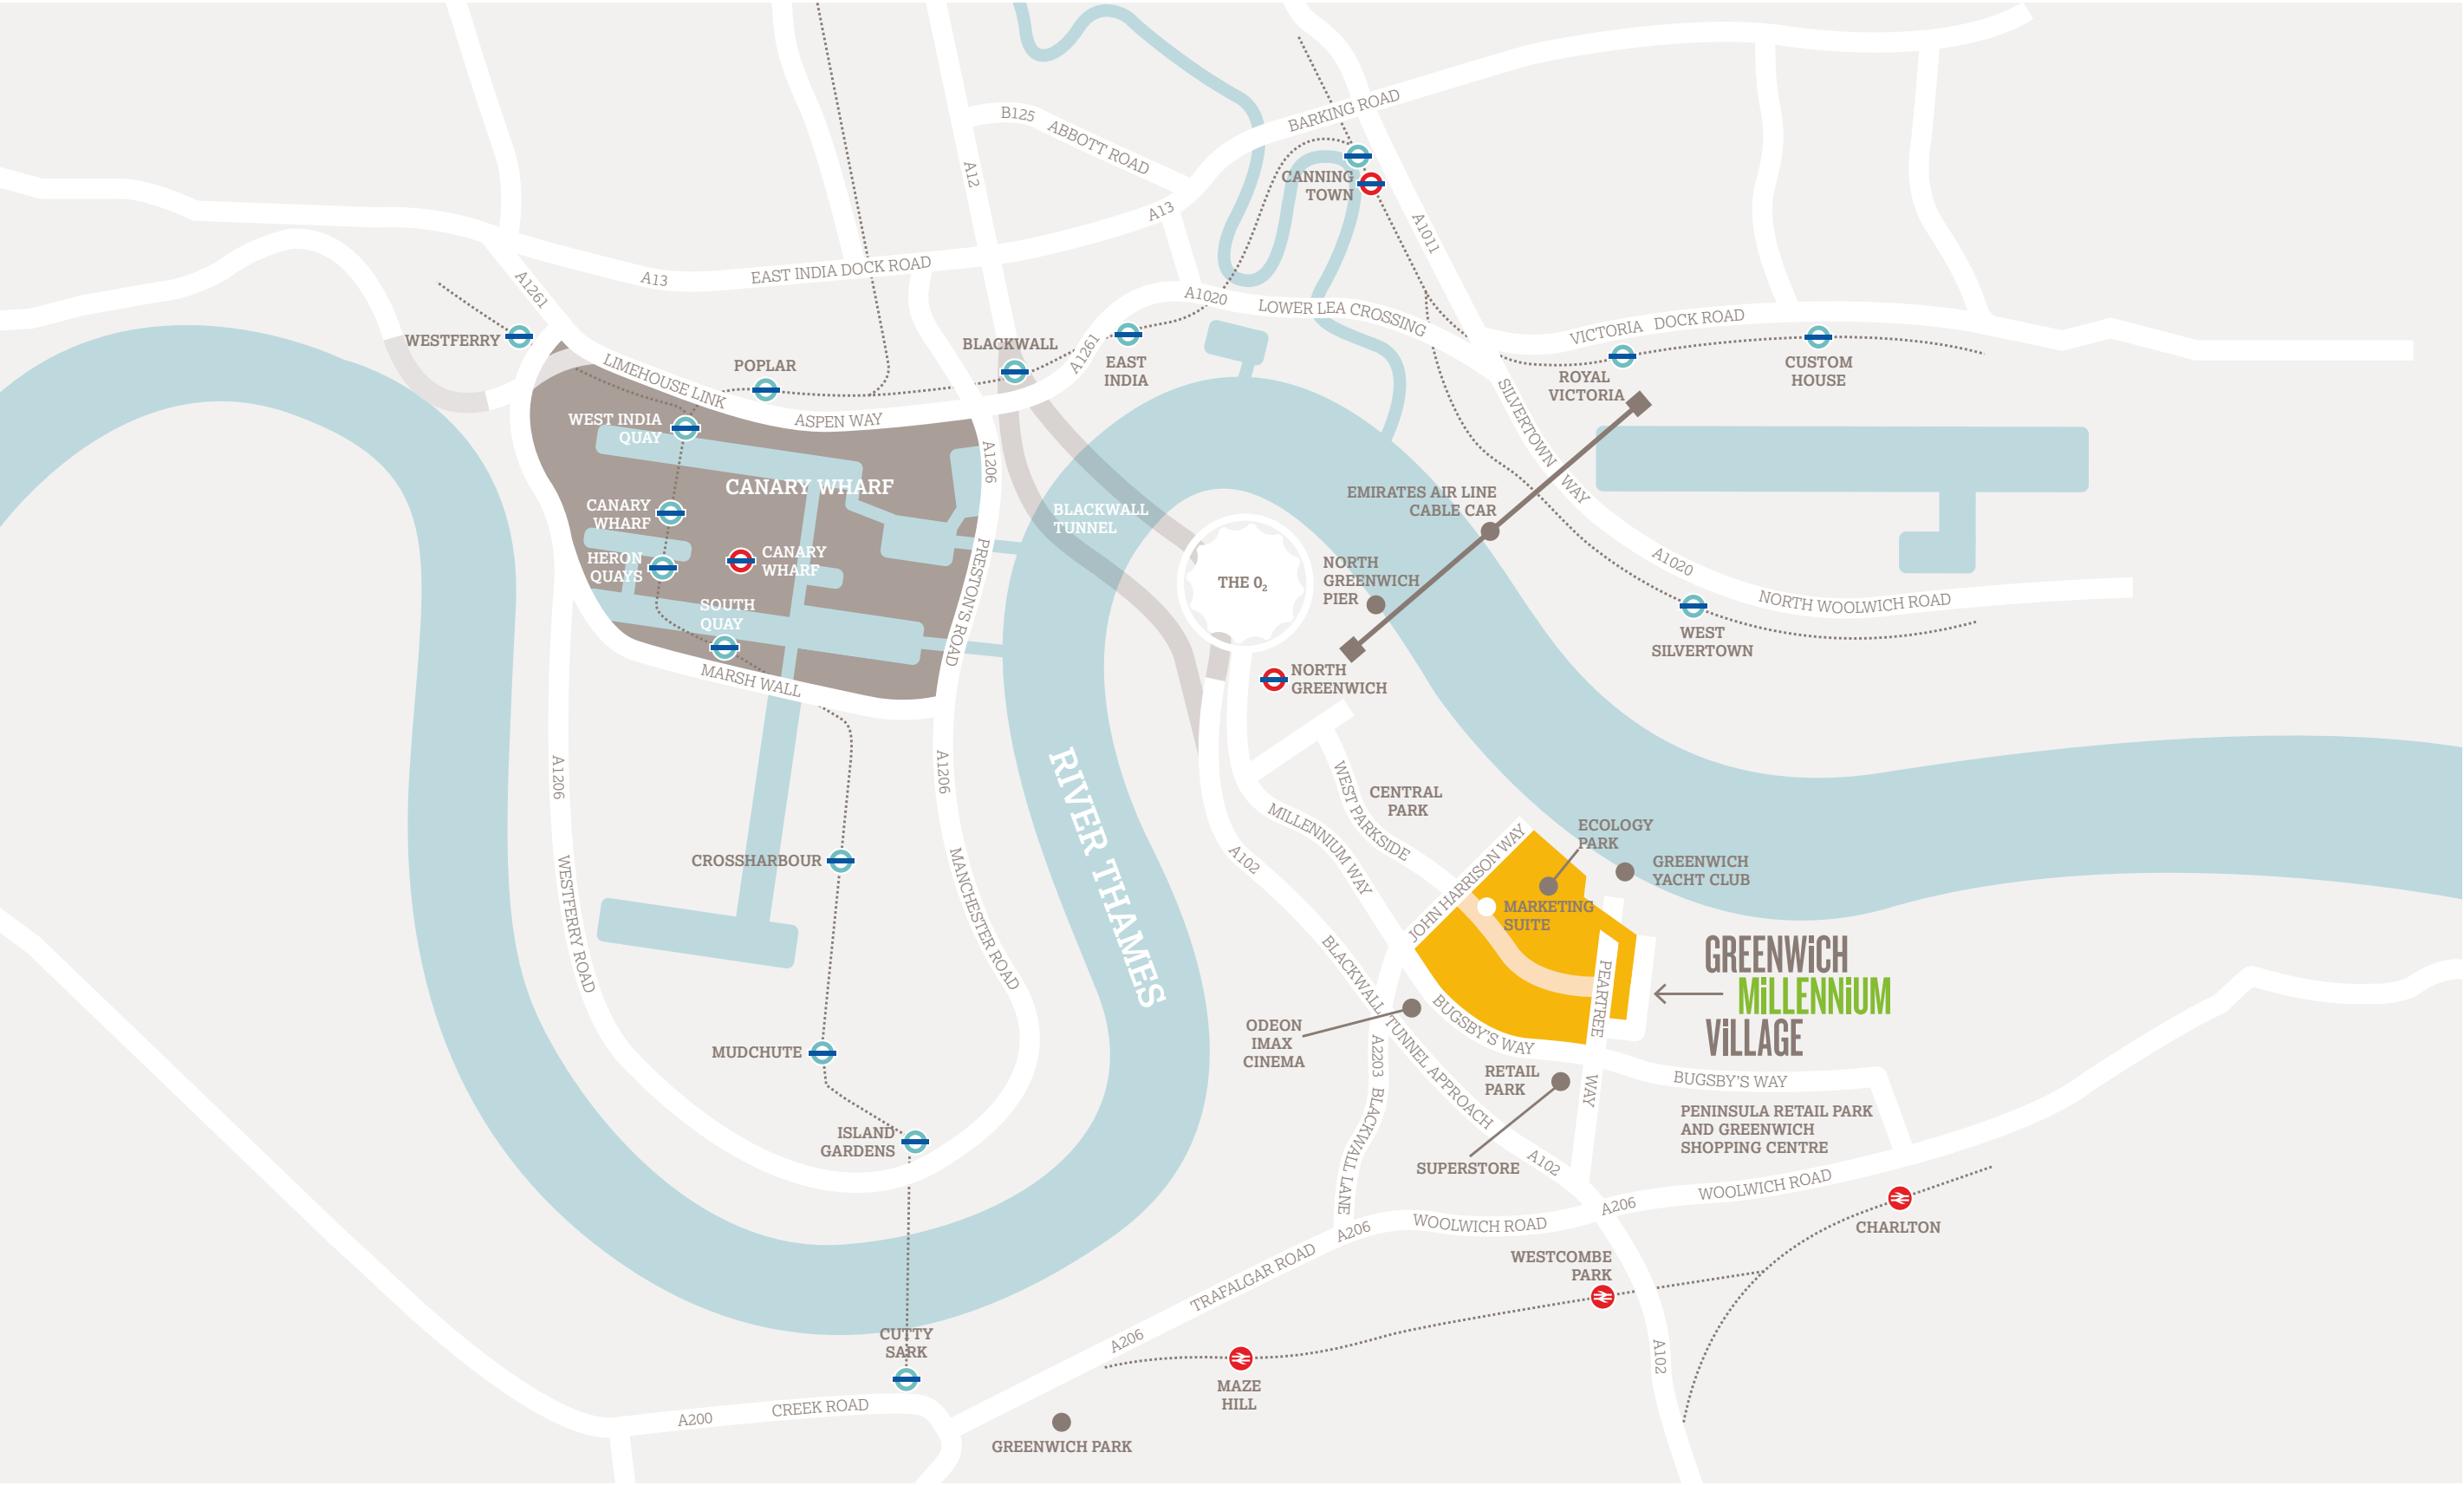 B125
ABBOTT ROAD
BARKING ROAD
A12
CANNING
TOWN
A13
A1011
EAST INDIA DOCK ROAD
A13
A1261
A1020
LOWER LEA CROSSING
VICTORIA DOCK ROAD
WESTFERRY
LIMEHOUSE LINK
POPLAR
BLACKWALL
A1261
EAST
INDIA
ROYAL
VICTORIA
CUSTOM
HOUSE
ASPEN WAY
WEST INDIA
QUAY
A1206
SILVERTOWN WAY
CANARY WHARF
CANARY
WHARF
BLACKWALL
TUNNEL
EMIRATES AIR LINE
CABLE CAR
HERON
QUAYS
CANARY
WHARF
PRESTON'S ROAD
THE O₂
NORTH
GREENWICH
PIER
A1020
NORTH WOOLWICH ROAD
SOUTH
QUAY
WEST
SILVERTOWN
MARSH WALL
NORTH
GREENWICH
A1206
A1206
RIVER THAMES
WEST PARKSIDE
CENTRAL
PARK
MILLENNIUM WAY
A102
JOHN HARRISON WAY
ECOLOGY
PARK
GREENWICH
YACHT CLUB
MARKETING
SUITE
CROSSHARBOUR
WESTFERRY ROAD
MANCHESTER ROAD
BLACKWALL TUNNEL APPROACH
PEARTREE WAY
GREENWiCH
MiLLENNiUM
ViLLAGE
BUGSBY'S WAY
ODEON
IMAX
CINEMA
A2203
BLACKWALL LANE
MUDCHUTE
RETAIL
PARK
BUGSBY'S WAY
PENINSULA RETAIL PARK
AND GREENWICH
SHOPPING CENTRE
ISLAND
GARDENS
SUPERSTORE
A102
A206
WOOLWICH ROAD
CHARLTON
A206
WOOLWICH ROAD
TRAFALGAR ROAD
WESTCOMBE
PARK
A206
CUTTY
SARK
A102
MAZE
HILL
A200
CREEK ROAD
GREENWICH PARK